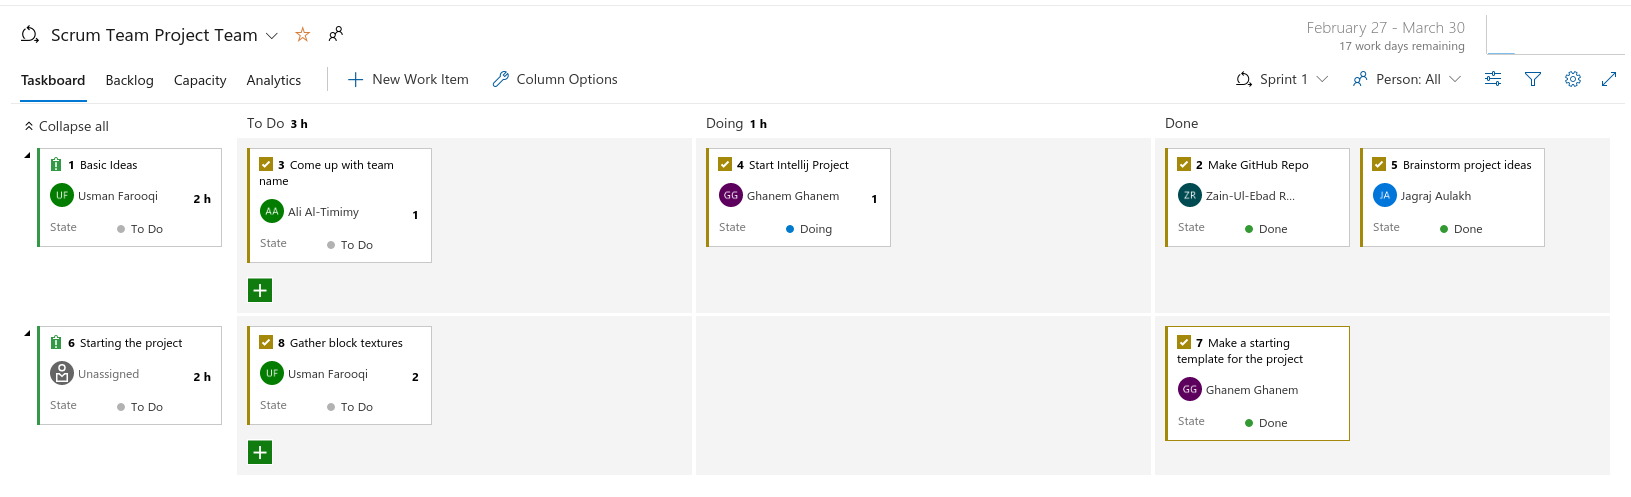 Scrum Team Project Team
February 27 - March 30
17 work days remaining
Taskboard Backlog Capacity Analytics New Work Item Column Options Sprint 1 Person: All
Collapse all To Do 3 h Doing 1 h Done
1 Basic Ideas
UF Usman Farooqi 2 h
State To Do
3 Come up with team
name
AA Ali Al-Timimy 1
State To Do
4 Start Intellij Project
GG Ghanem Ghanem 1
State Doing
2 Make GitHub Repo
ZR Zain-Ul-Ebad R...
State Done
5 Brainstorm project ideas
JA Jagraj Aulakh
State Done
6 Starting the project
Unassigned 2 h
State To Do
8 Gather block textures
UF Usman Farooqi 2
State To Do
7 Make a starting
template for the project
GG Ghanem Ghanem
State Done